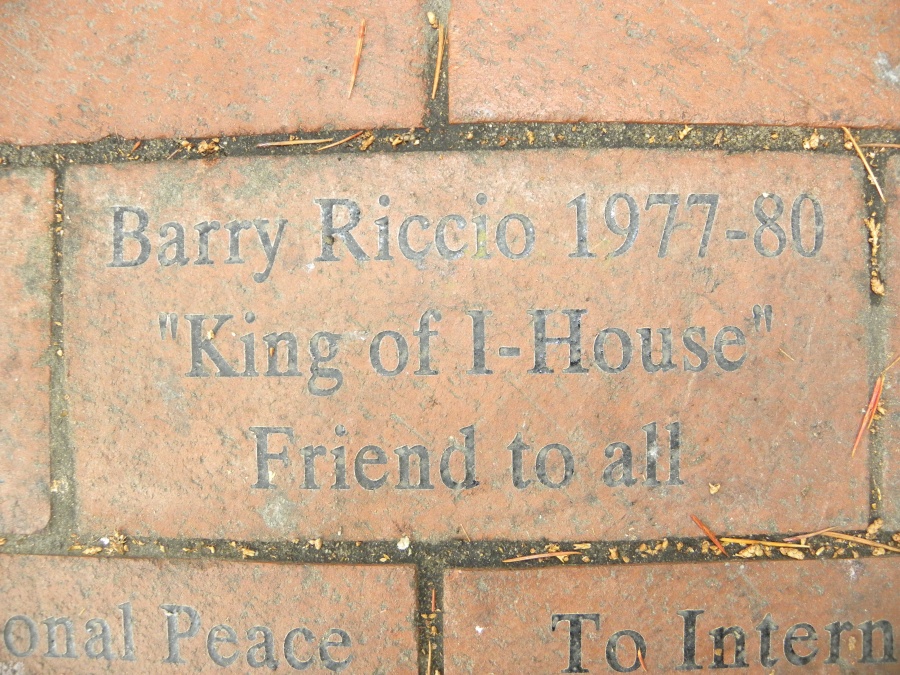 Barry Riccio 1977-80
"King of I-House"
Friend to all
onal Peace
To Intern